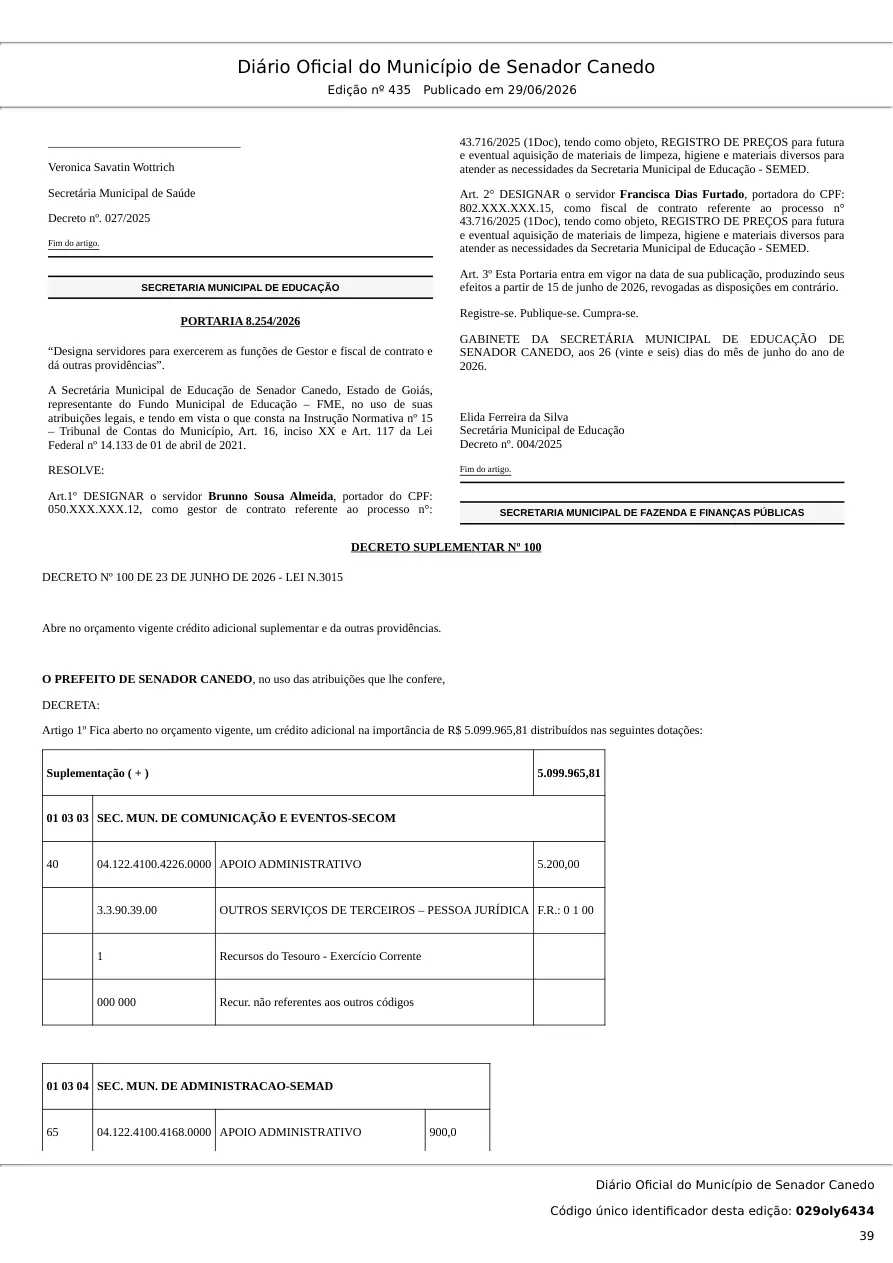 Diário Oficial do Município de Senador Canedo
Edição nº 435 Publicado em 29/06/2026
Veronica Savatin Wottrich
Secretária Municipal de Saúde
Decreto nº. 027/2025
Fim do artigo.
SECRETARIA MUNICIPAL DE EDUCAÇÃO
PORTARIA 8.254/2026
“Designa servidores para exercerem as funções de Gestor e fiscal de contrato e
dá outras providências”.
A Secretária Municipal de Educação de Senador Canedo, Estado de Goiás,
representante do Fundo Municipal de Educação – FME, no uso de suas
atribuições legais, e tendo em vista o que consta na Instrução Normativa nº 15
– Tribunal de Contas do Município, Art. 16, inciso XX e Art. 117 da Lei
Federal nº 14.133 de 01 de abril de 2021.
RESOLVE:
Art.1º DESIGNAR o servidor Brunno Sousa Almeida, portador do CPF:
050.XXX.XXX.12, como gestor de contrato referente ao processo n°:
43.716/2025 (1Doc), tendo como objeto, REGISTRO DE PREÇOS para futura
e eventual aquisição de materiais de limpeza, higiene e materiais diversos para
atender as necessidades da Secretaria Municipal de Educação - SEMED.
Art. 2° DESIGNAR o servidor Francisca Dias Furtado, portadora do CPF:
802.XXX.XXX.15, como fiscal de contrato referente ao processo n°
43.716/2025 (1Doc), tendo como objeto, REGISTRO DE PREÇOS para futura
e eventual aquisição de materiais de limpeza, higiene e materiais diversos para
atender as necessidades da Secretaria Municipal de Educação - SEMED.
Art. 3º Esta Portaria entra em vigor na data de sua publicação, produzindo seus
efeitos a partir de 15 de junho de 2026, revogadas as disposições em contrário.
Registre-se. Publique-se. Cumpra-se.
GABINETE DA SECRETÁRIA MUNICIPAL DE EDUCAÇÃO DE
SENADOR CANEDO, aos 26 (vinte e seis) dias do mês de junho do ano de
2026.
Elida Ferreira da Silva
Secretária Municipal de Educação
Decreto nº. 004/2025
Fim do artigo.
SECRETARIA MUNICIPAL DE FAZENDA E FINANÇAS PÚBLICAS
DECRETO SUPLEMENTAR Nº 100
DECRETO Nº 100 DE 23 DE JUNHO DE 2026 - LEI N.3015
Abre no orçamento vigente crédito adicional suplementar e da outras providências.
O PREFEITO DE SENADOR CANEDO, no uso das atribuições que lhe confere,
DECRETA:
Artigo 1º Fica aberto no orçamento vigente, um crédito adicional na importância de R$ 5.099.965,81 distribuídos nas seguintes dotações:
Suplementação ( + ) 5.099.965,81
01 03 03 SEC. MUN. DE COMUNICAÇÃO E EVENTOS-SECOM
40 04.122.4100.4226.0000 APOIO ADMINISTRATIVO 5.200,00
3.3.90.39.00 OUTROS SERVIÇOS DE TERCEIROS – PESSOA JURÍDICA F.R.: 0 1 00
1 Recursos do Tesouro - Exercício Corrente
000 000 Recur. não referentes aos outros códigos
01 03 04 SEC. MUN. DE ADMINISTRACAO-SEMAD
65 04.122.4100.4168.0000 APOIO ADMINISTRATIVO 900,0
Diário Oficial do Município de Senador Canedo
Código único identificador desta edição: 029oly6434
39